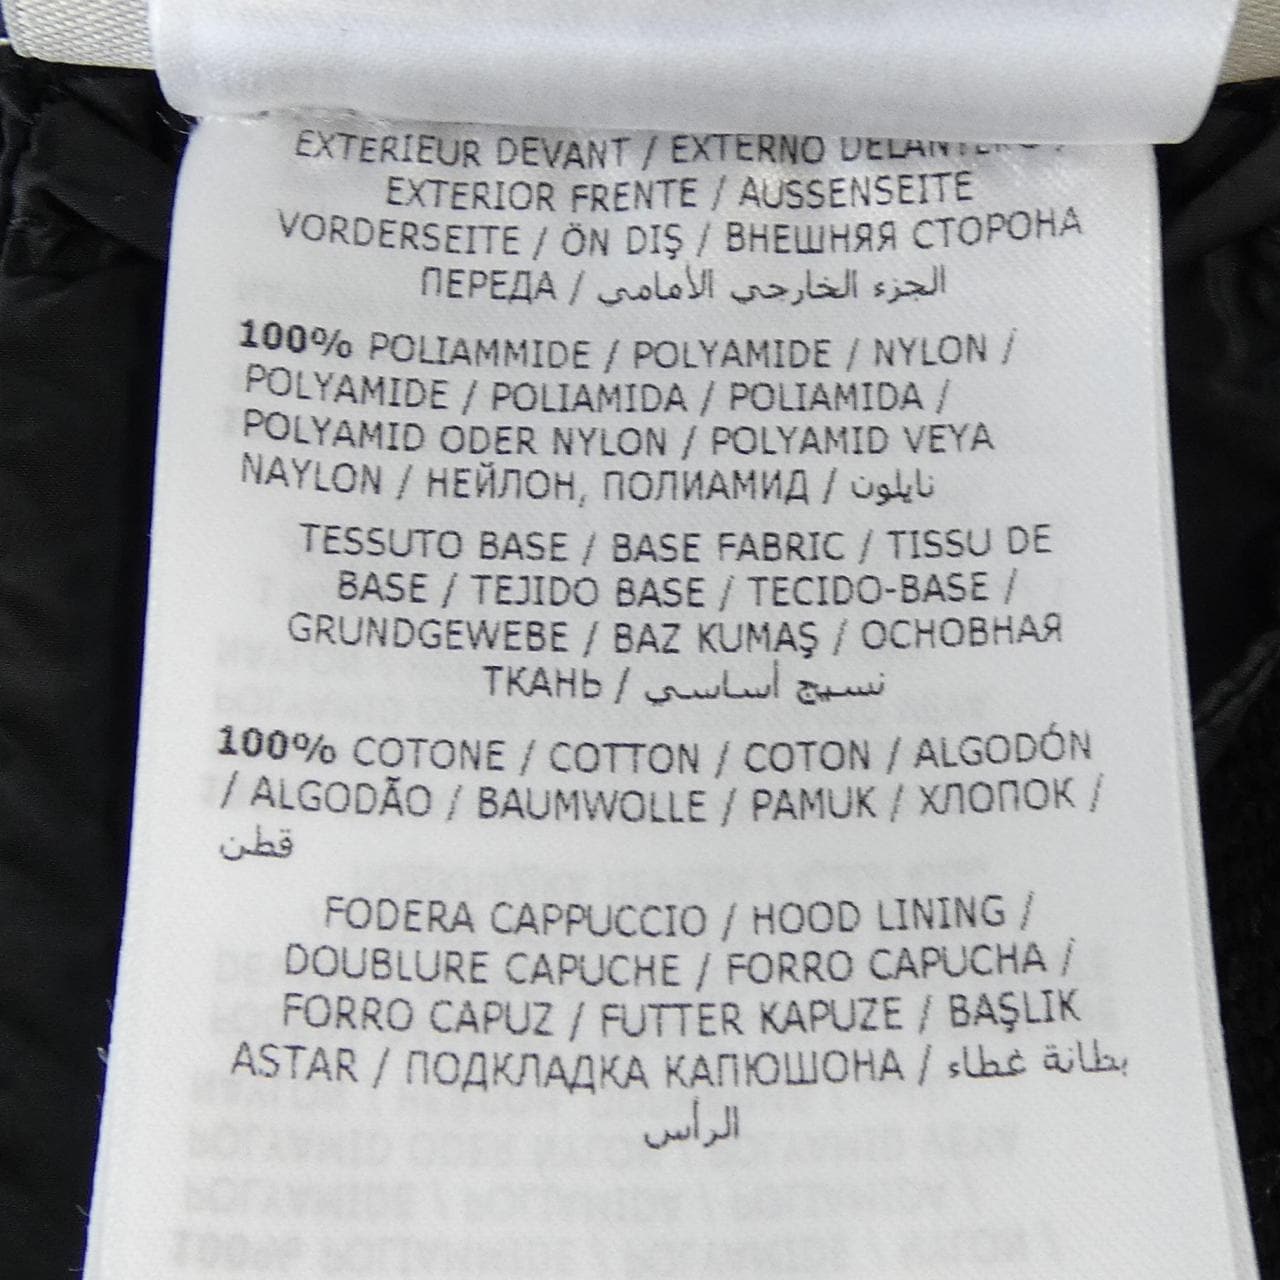 EXTERIEUR DEVANT / EXTERNO DELANTERO /
EXTERIOR FRENTE / AUSSENSEITE
VORDERSEITE / ÖN DIŞ / ВНЕШНЯЯ СТОРОНА
ПЕРЕДА / الجزء الخارجي الأمامي
100% POLIAMMIDE / POLYAMIDE / NYLON /
POLYAMIDE / POLIAMIDA / POLIAMIDA /
POLYAMID ODER NYLON / POLYAMID VEYA
NAYLON / НЕЙЛОН, ПОЛИАМИД / نايلون
TESSUTO BASE / BASE FABRIC / TISSU DE
BASE / TEJIDO BASE / TECIDO-BASE /
GRUNDGEWEBE / BAZ KUMAŞ / ОСНОВНАЯ
ТКАНЬ / نسيج أساسي
100% COTONE / COTTON / COTON / ALGODÓN
/ ALGODÃO / BAUMWOLLE / PAMUK / ХЛОПОК /
قطن
FODERA CAPPUCCIO / HOOD LINING /
DOUBLURE CAPUCHE / FORRO CAPUCHA /
FORRO CAPUZ / FUTTER KAPUZE / BAŞLIK
ASTAR / ПОДКЛАДКА КАПЮШОНА / بطانة غطاء
الرأس